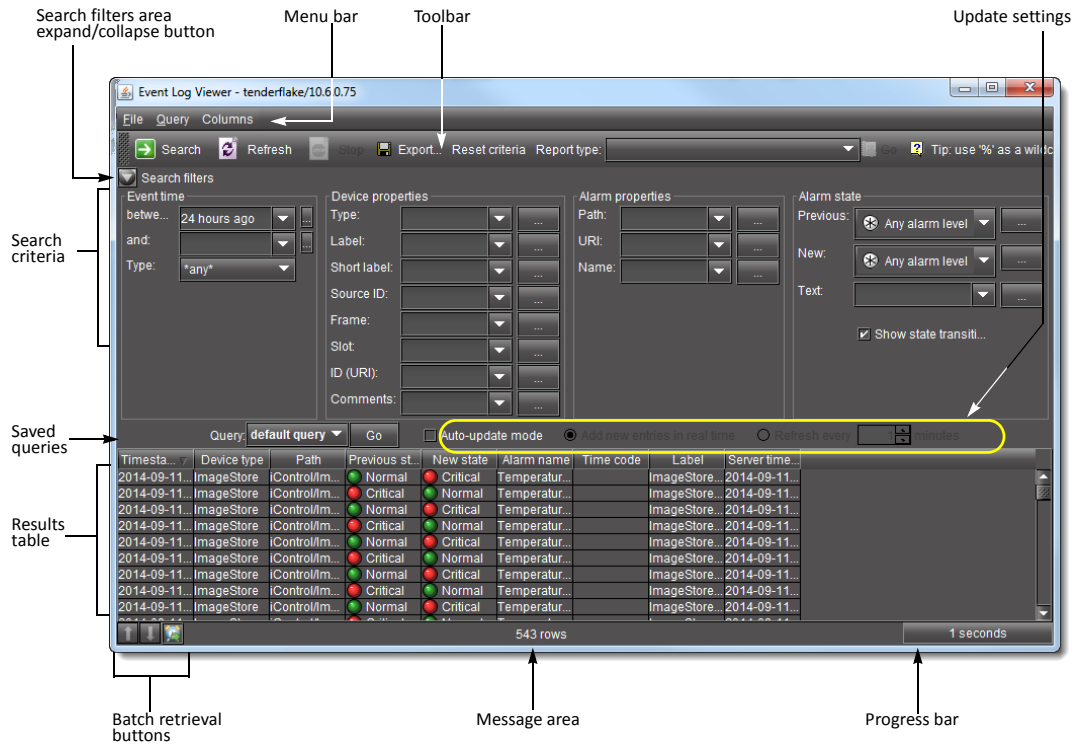 Search filters area
expand/collapse button
Menu bar
Toolbar
Update settings
Event Log Viewer - tenderflake/10.6.0.75
File Query Columns
Search Refresh Stop Export... Reset criteria Report type: Go Tip: use '%' as a wildc
Search filters
Event time
betwe... 24 hours ago ...
and: ...
Type: *any*
Device properties
Type: ...
Label: ...
Short label: ...
Source ID: ...
Frame: ...
Slot: ...
ID (URI): ...
Comments: ...
Alarm properties
Path: ...
URI: ...
Name: ...
Alarm state
Previous: Any alarm level ...
New: Any alarm level ...
Text: ...
Show state transiti...
Search
criteria
Saved
queries
Query: default query Go Auto-update mode Add new entries in real time Refresh every 1 minutes
Timesta... Device type Path Previous st... New state Alarm name Time code Label Server time...
2014-09-11... ImageStore iControl/Im... Normal Critical Temperatur... ImageStore... 2014-09-11...
2014-09-11... ImageStore iControl/Im... Critical Normal Temperatur... ImageStore... 2014-09-11...
2014-09-11... ImageStore iControl/Im... Normal Critical Temperatur... ImageStore... 2014-09-11...
2014-09-11... ImageStore iControl/Im... Critical Normal Temperatur... ImageStore... 2014-09-11...
2014-09-11... ImageStore iControl/Im... Normal Critical Temperatur... ImageStore... 2014-09-11...
2014-09-11... ImageStore iControl/Im... Critical Normal Temperatur... ImageStore... 2014-09-11...
2014-09-11... ImageStore iControl/Im... Normal Critical Temperatur... ImageStore... 2014-09-11...
2014-09-11... ImageStore iControl/Im... Critical Normal Temperatur... ImageStore... 2014-09-11...
2014-09-11... ImageStore iControl/Im... Normal Critical Temperatur... ImageStore... 2014-09-11...
Results
table
543 rows
1 seconds
Batch retrieval
buttons
Message area
Progress bar